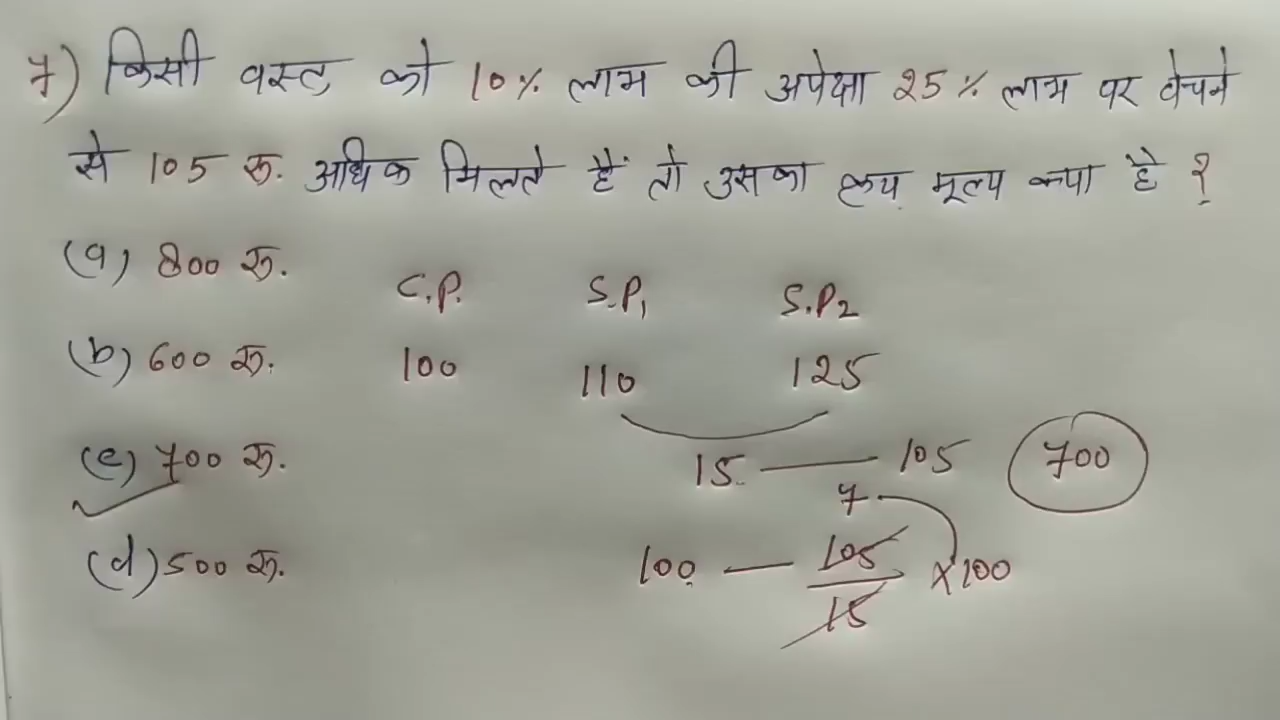 7) किसी वस्तु को 10% लाभ की अपेक्षा 25% लाभ पर बेचने
से 105 रु. अधिक मिलते हैं तो उसका क्रय मूल्य क्या है ?
(a) 800 रु.
C.P. S.P1 S.P2
(b) 600 रु.
100 110 125
(c) 700 रु.
15 — 105 700
7
(d) 500 रु.
100 — 105/15 x100